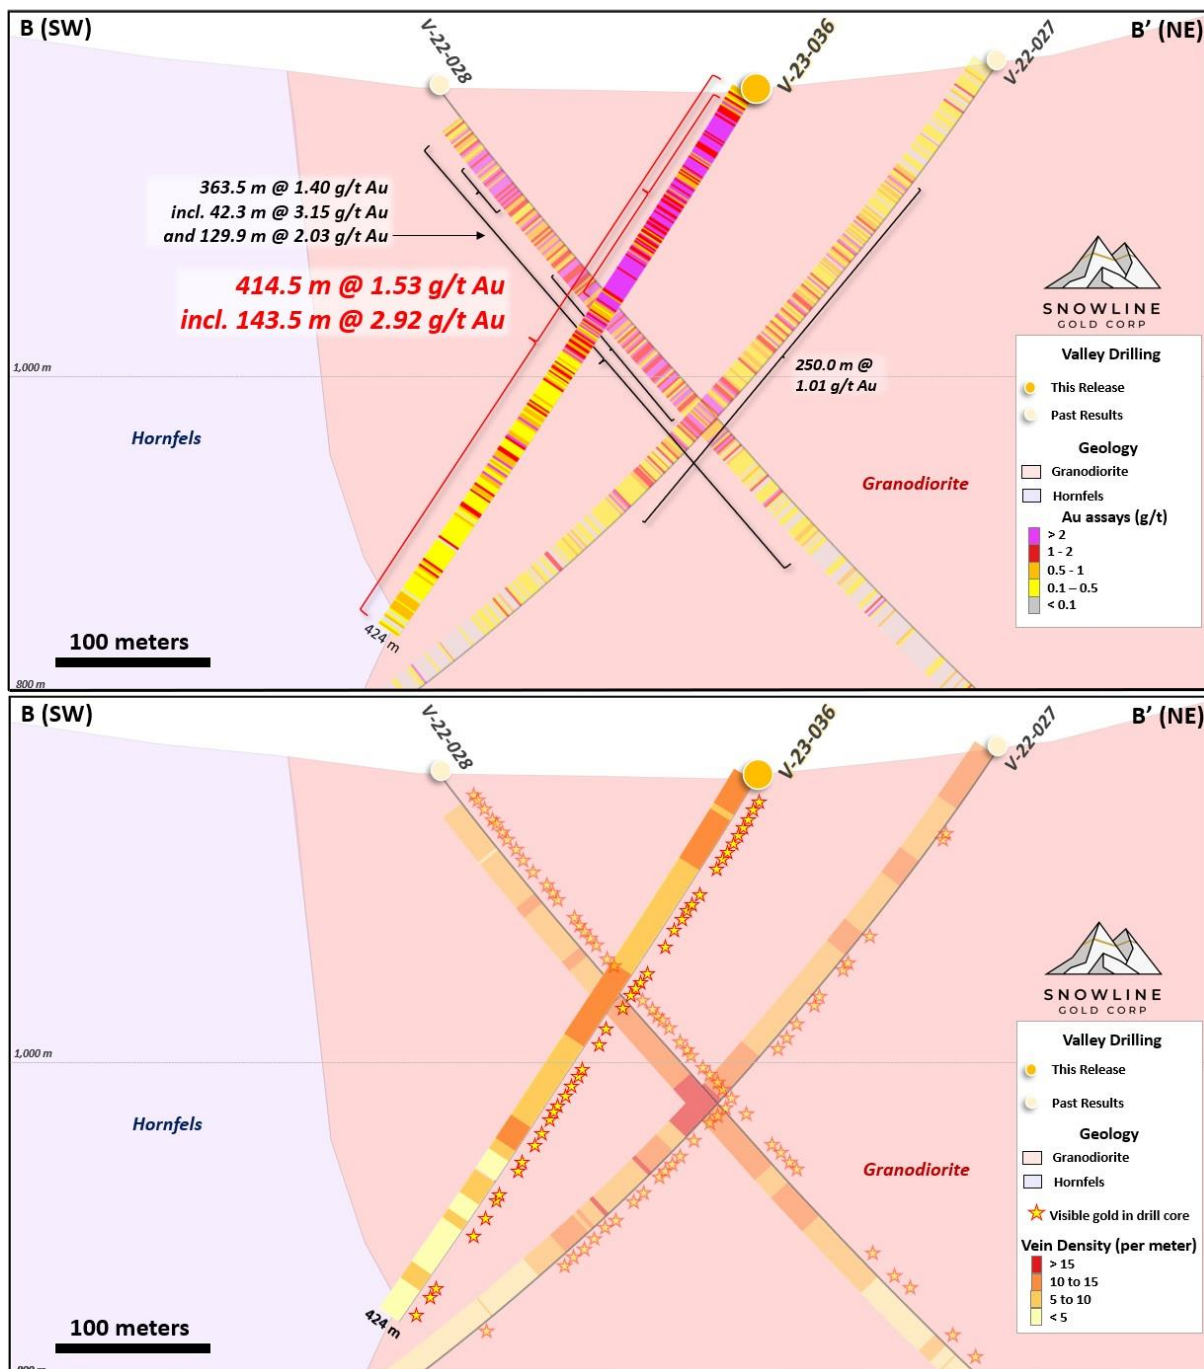 B (SW)
B' (NE)
V-22-028
V-23-036
V-22-027
363.5 m @ 1.40 g/t Au
incl. 42.3 m @ 3.15 g/t Au
and 129.9 m @ 2.03 g/t Au
414.5 m @ 1.53 g/t Au
incl. 143.5 m @ 2.92 g/t Au
250.0 m @
1.01 g/t Au
1,000 m
Hornfels
Granodiorite
424 m
100 meters
800 m
SNOWLINE
GOLD CORP
Valley Drilling
This Release
Past Results
Geology
Granodiorite
Hornfels
Au assays (g/t)
> 2
1 - 2
0.5 - 1
0.1 – 0.5
< 0.1
B (SW)
B' (NE)
V-22-028
V-23-036
V-22-027
1,000 m
Hornfels
Granodiorite
424 m
100 meters
800 m
SNOWLINE
GOLD CORP
Valley Drilling
This Release
Past Results
Geology
Granodiorite
Hornfels
Visible gold in drill core
Vein Density (per meter)
> 15
10 to 15
5 to 10
< 5